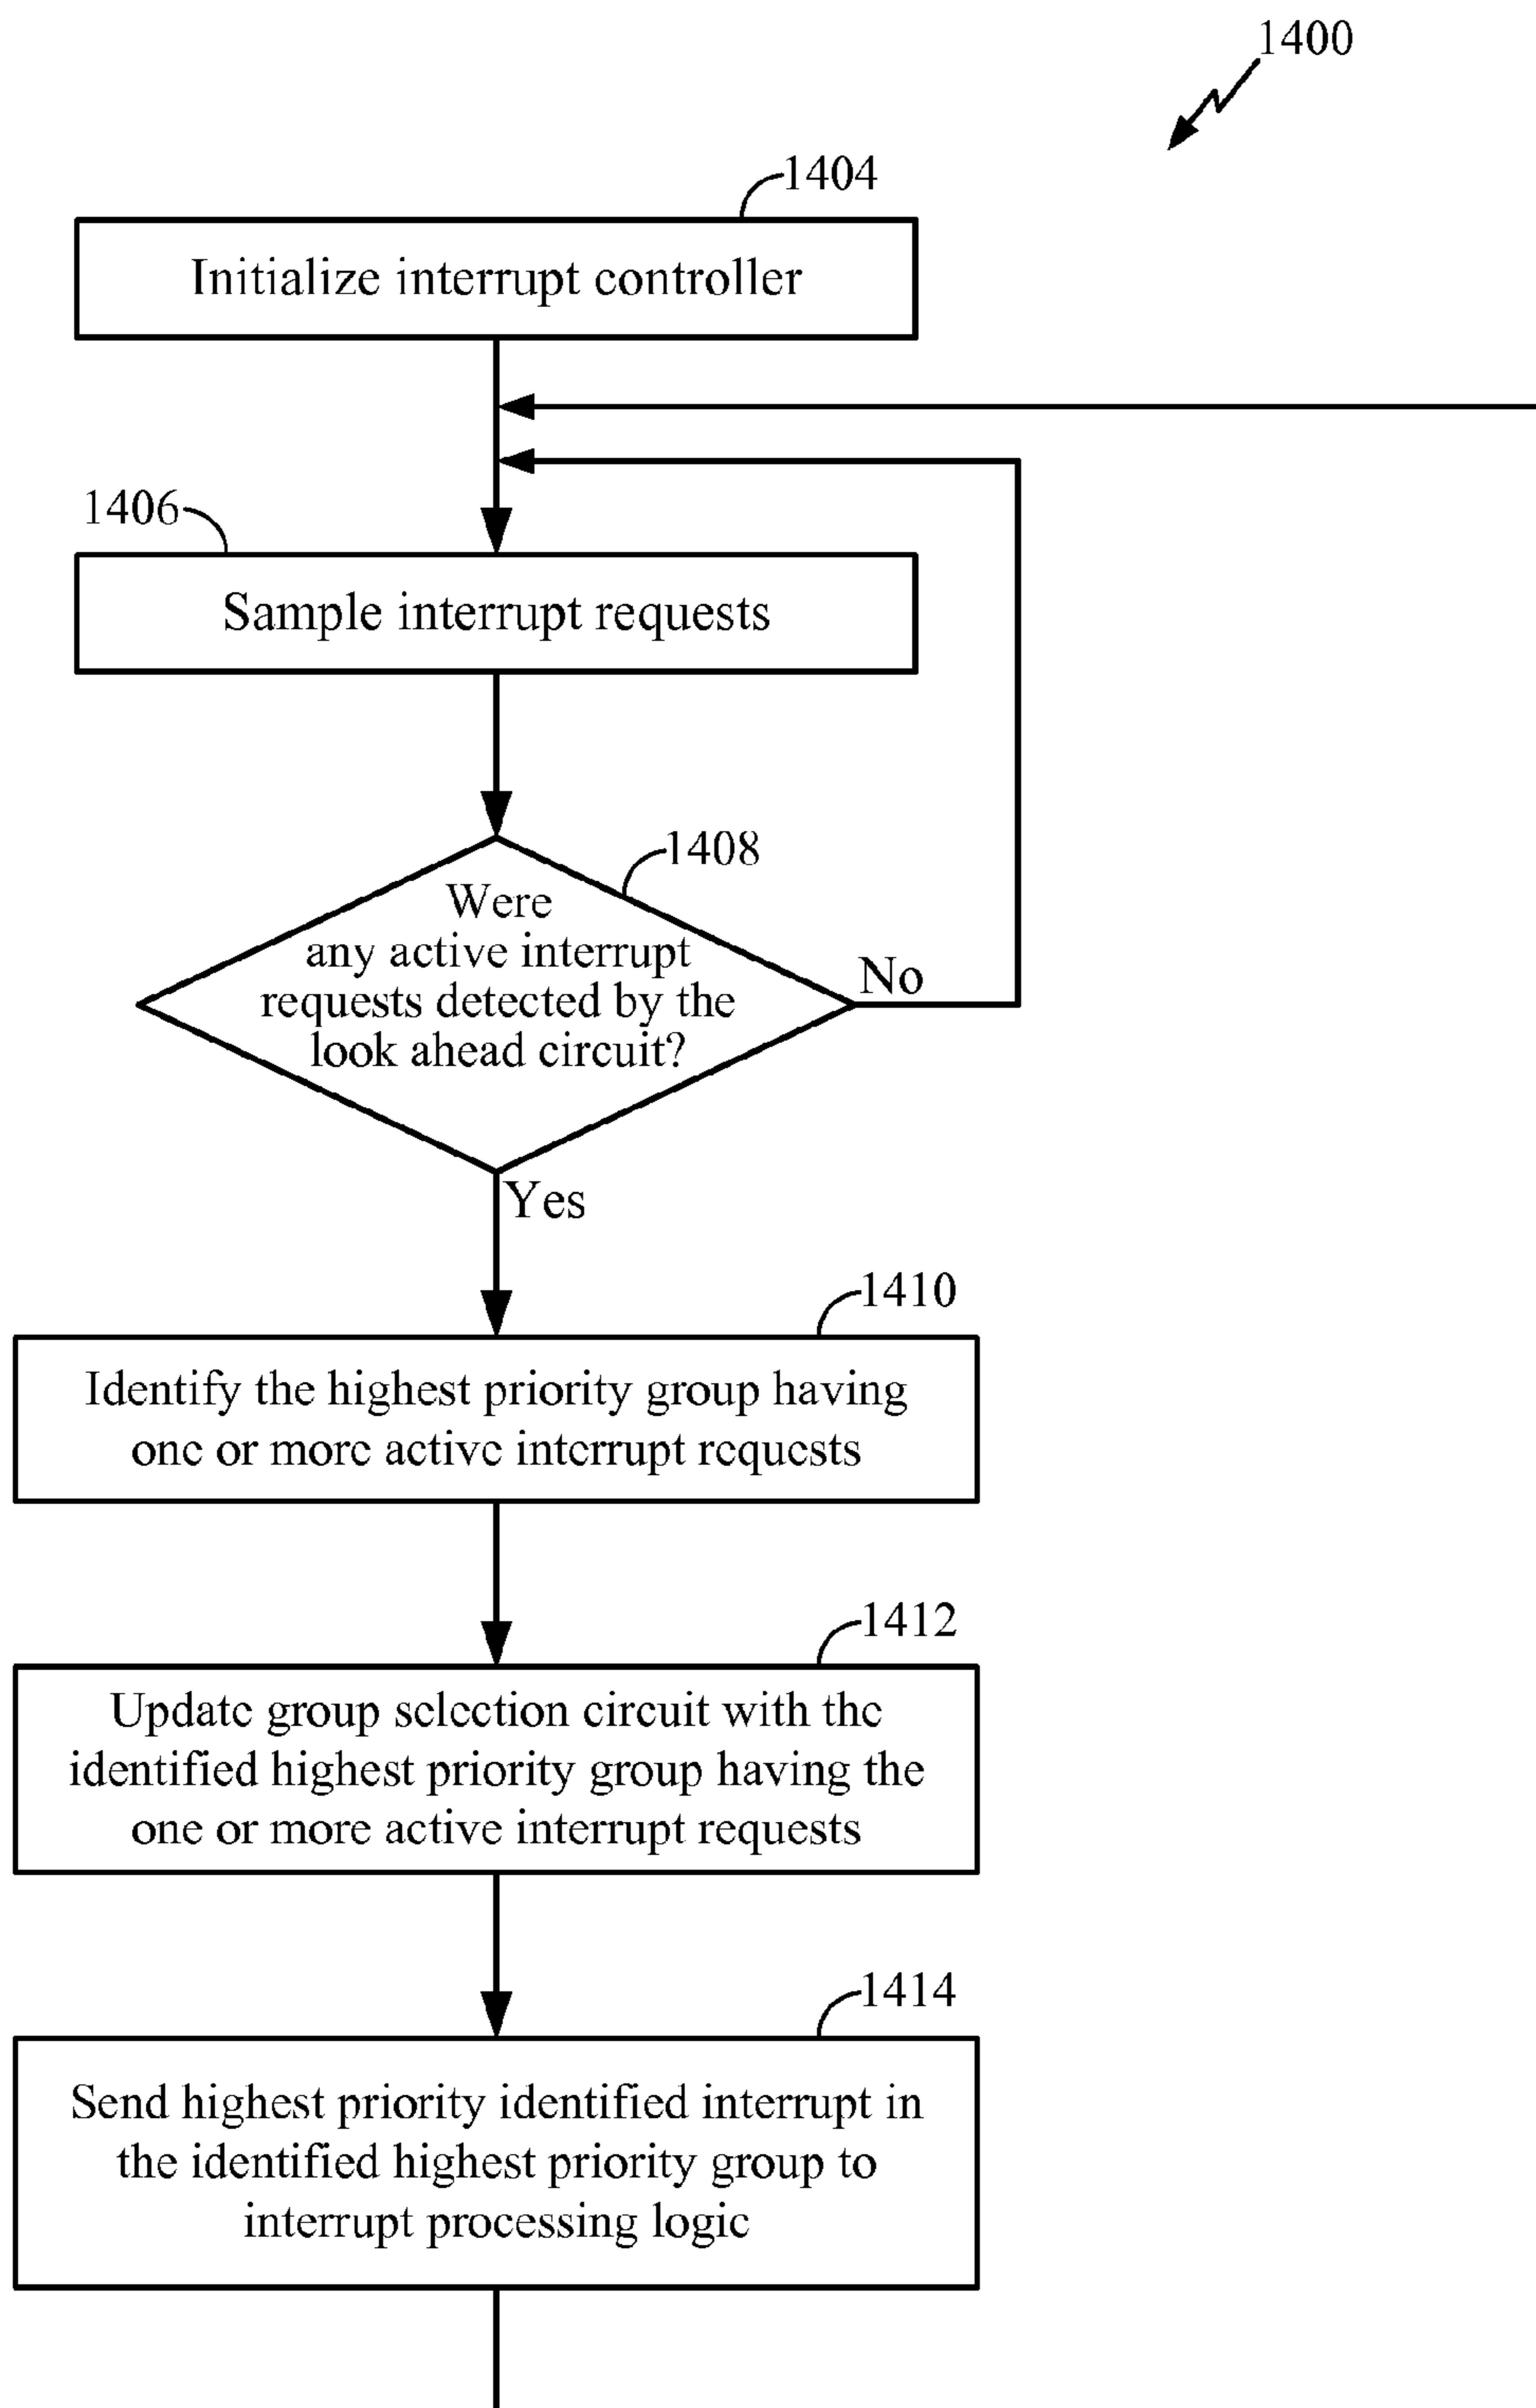 1400
1404
Initialize interrupt controller
1406
Sample interrupt requests
1408
Were
any active interrupt
requests detected by the
look ahead circuit?
No
Yes
1410
Identify the highest priority group having
one or more active interrupt requests
1412
Update group selection circuit with the
identified highest priority group having the
one or more active interrupt requests
1414
Send highest priority identified interrupt in
the identified highest priority group to
interrupt processing logic